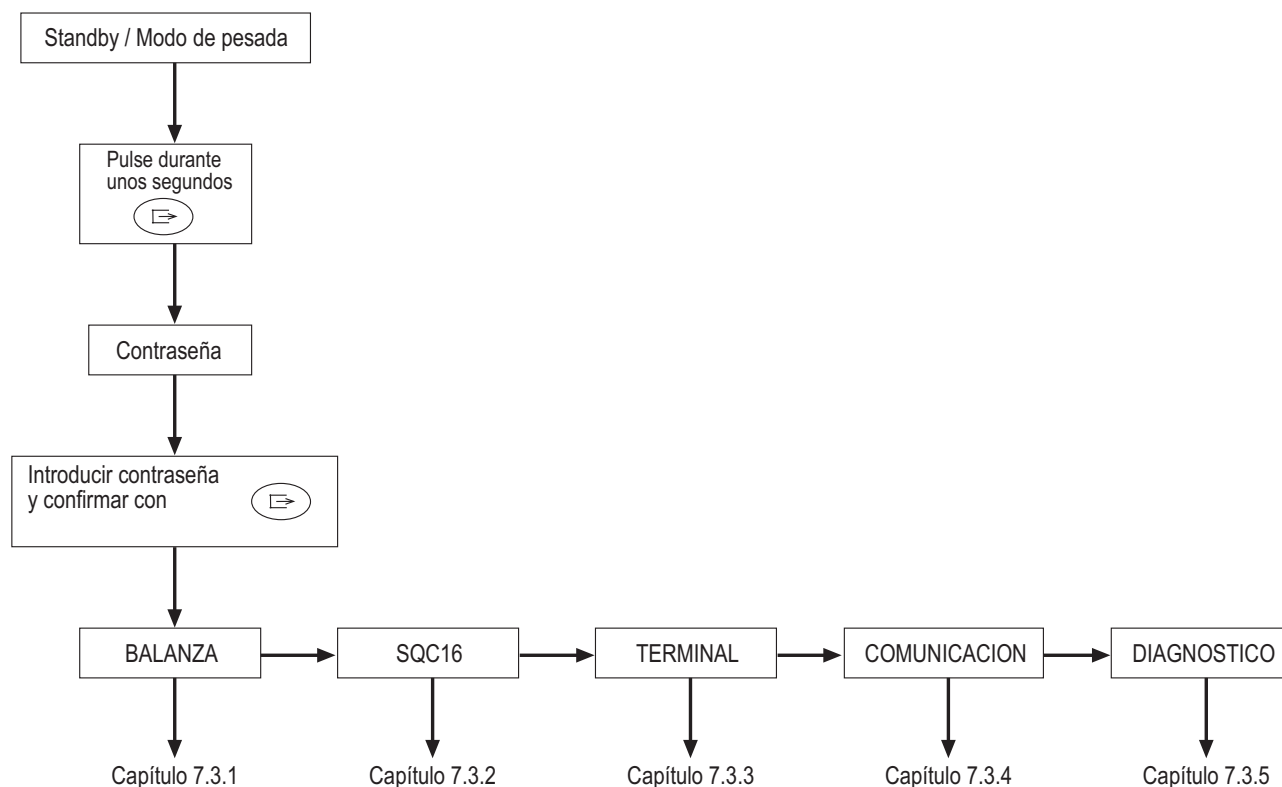 Standby / Modo de pesada
Pulse durante
unos segundos
Contraseña
Introducir contraseña
y confirmar con
BALANZA
SQC16
TERMINAL
COMUNICACION
DIAGNOSTICO
Capítulo 7.3.1
Capítulo 7.3.2
Capítulo 7.3.3
Capítulo 7.3.4
Capítulo 7.3.5